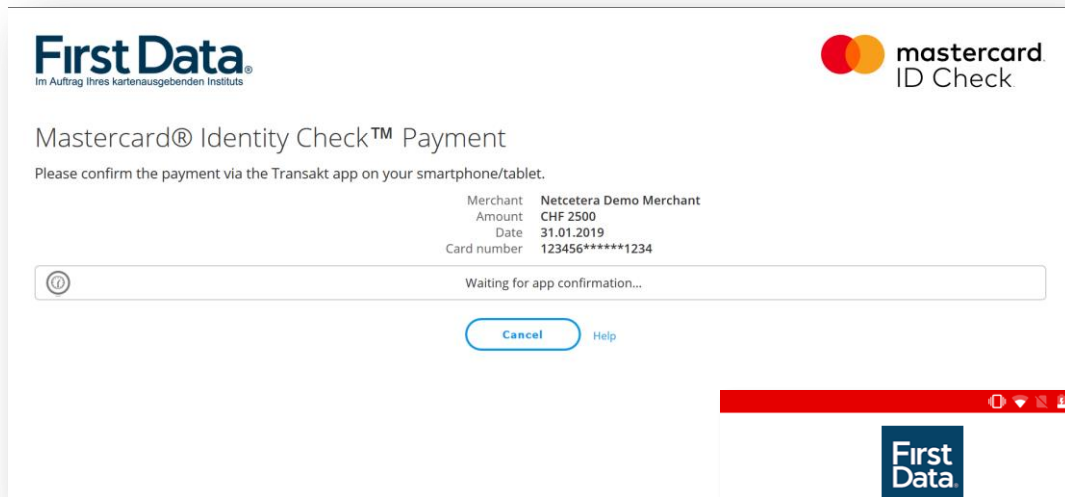 First Data.
Im Auftrag Ihres kartenausgebenden Instituts
mastercard.
ID Check
Mastercard® Identity Check™ Payment
Please confirm the payment via the Transakt app on your smartphone/tablet.
Merchant Netcetera Demo Merchant
Amount CHF 2500
Date 31.01.2019
Card number 123456******1234
Waiting for app confirmation...
Cancel Help
First
Data.